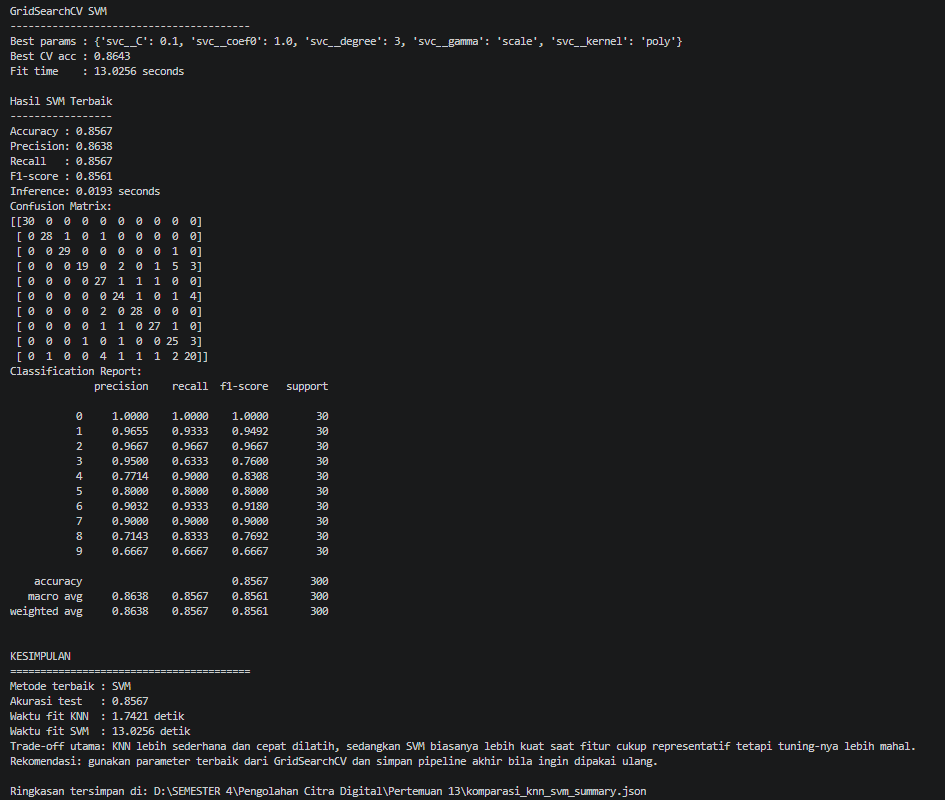 GridSearchCV SVM
----------------------------------------
Best params : {'svc__C': 0.1, 'svc__coef0': 1.0, 'svc__degree': 3, 'svc__gamma': 'scale', 'svc__kernel': 'poly'}
Best CV acc : 0.8643
Fit time    : 13.0256 seconds

Hasil SVM Terbaik
-----------------
Accuracy : 0.8567
Precision: 0.8638
Recall   : 0.8567
F1-score : 0.8561
Inference: 0.0193 seconds
Confusion Matrix:
[[30  0  0  0  0  0  0  0  0  0]
 [ 0 28  1  0  1  0  0  0  0  0]
 [ 0  0 29  0  0  0  0  0  1  0]
 [ 0  0  0 19  0  2  0  1  5  3]
 [ 0  0  0  0 27  1  1  1  0  0]
 [ 0  0  0  0  0 24  1  0  1  4]
 [ 0  0  0  0  2  0 28  0  0  0]
 [ 0  0  0  0  1  1  0 27  1  0]
 [ 0  0  0  1  0  1  0  0 25  3]
 [ 0  1  0  0  4  1  1  1  2 20]]
Classification Report:
              precision    recall  f1-score   support

           0     1.0000    1.0000    1.0000        30
           1     0.9655    0.9333    0.9492        30
           2     0.9667    0.9667    0.9667        30
           3     0.9500    0.6333    0.7600        30
           4     0.7714    0.9000    0.8308        30
           5     0.8000    0.8000    0.8000        30
           6     0.9032    0.9333    0.9180        30
           7     0.9000    0.9000    0.9000        30
           8     0.7143    0.8333    0.7692        30
           9     0.6667    0.6667    0.6667        30

    accuracy                         0.8567       300
   macro avg     0.8638    0.8567    0.8561       300
weighted avg     0.8638    0.8567    0.8561       300

KESIMPULAN
========================================
Metode terbaik : SVM
Akurasi test   : 0.8567
Waktu fit KNN  : 1.7421 detik
Waktu fit SVM  : 13.0256 detik
Trade-off utama: KNN lebih sederhana dan cepat dilatih, sedangkan SVM biasanya lebih kuat saat fitur cukup representatif tetapi tuning-nya lebih mahal.
Rekomendasi: gunakan parameter terbaik dari GridSearchCV dan simpan pipeline akhir bila ingin dipakai ulang.

Ringkasan tersimpan di: D:\SEMESTER 4\Pengolahan Citra Digital\Pertemuan 13\komparasi_knn_svm_summary.json